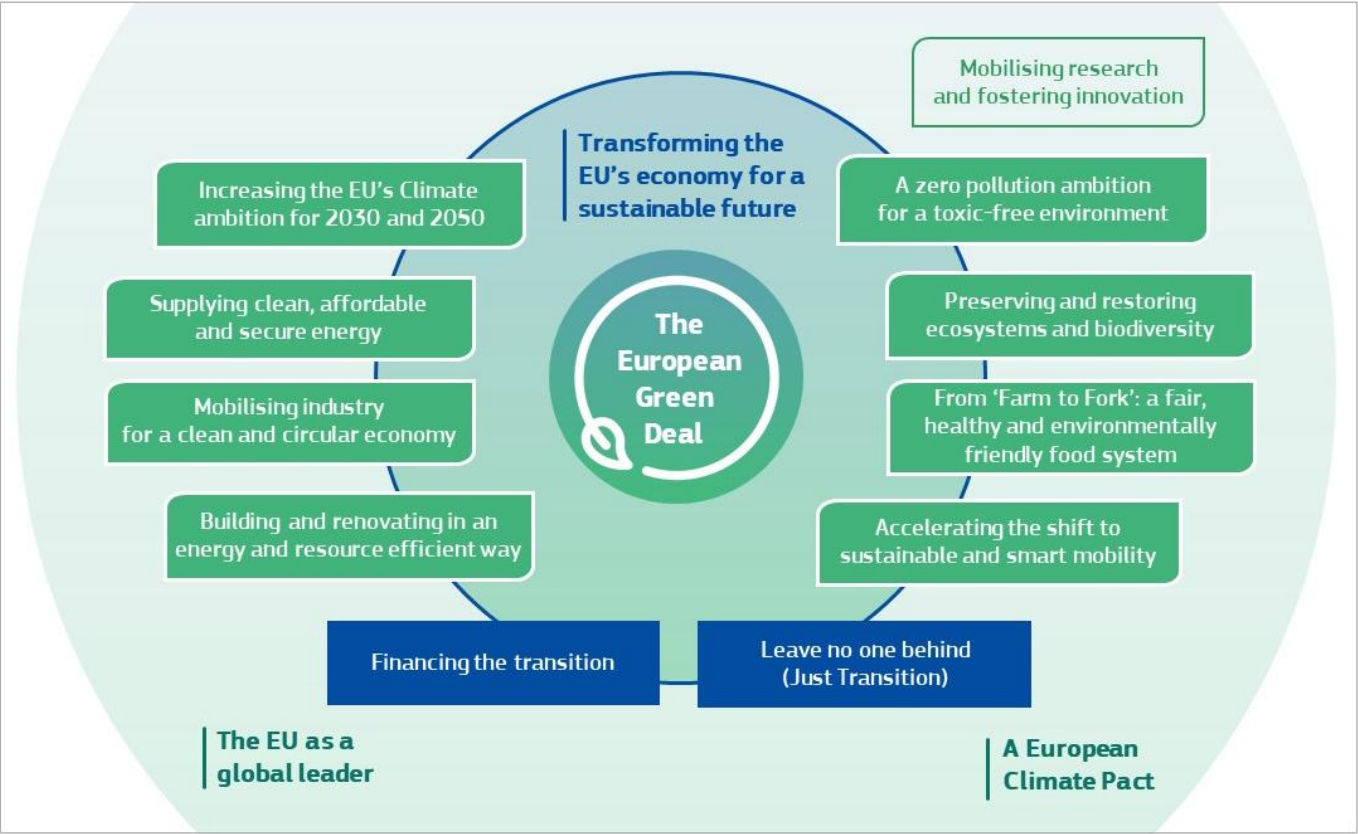 Mobilising research
and fostering innovation
Transforming the
EU's economy for a
sustainable future
Increasing the EU's Climate
ambition for 2030 and 2050
A zero pollution ambition
for a toxic-free environment
Supplying clean, affordable
and secure energy
Preserving and restoring
ecosystems and biodiversity
The
European
Green
Deal
Mobilising industry
for a clean and circular economy
From ‘Farm to Fork’: a fair,
healthy and environmentally
friendly food system
Building and renovating in an
energy and resource efficient way
Accelerating the shift to
sustainable and smart mobility
Financing the transition
Leave no one behind
(Just Transition)
The EU as a
global leader
A European
Climate Pact